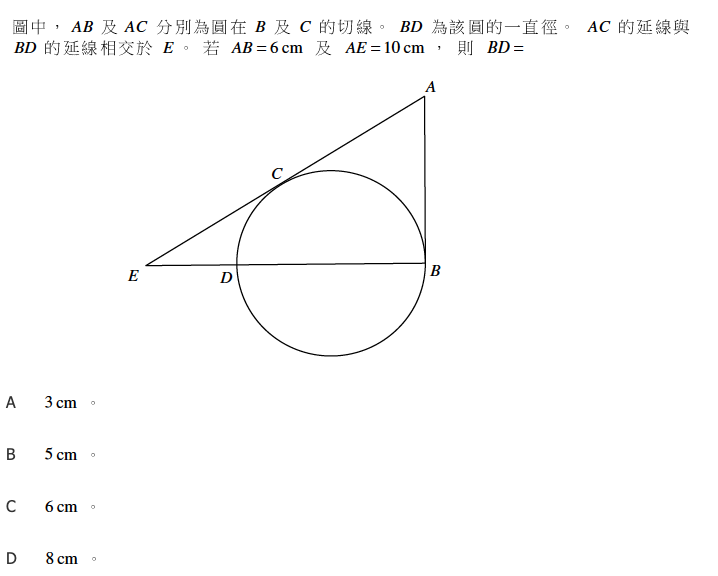 圖中， AB 及 AC 分別為圓在 B 及 C 的切線。 BD 為該圓的一直徑。 AC 的延線與
BD 的延線相交於 E 。 若 AB = 6 cm 及 AE = 10 cm ， 則 BD =
A
C
E
D
B
A 3 cm 。
B 5 cm 。
C 6 cm 。
D 8 cm 。